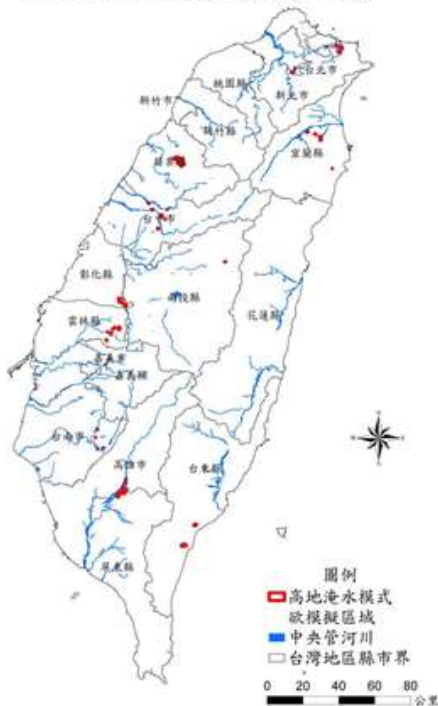 台北市
桃園縣
新北市
新竹市
新竹縣
宜蘭縣
苗栗
台中市
彰化縣
南投縣
花蓮縣
雲林縣
嘉義市
嘉義縣
台南市
高雄市
台東縣
屏東縣
圖例
高地淹水模式
欲模擬區域
中央管河川
台灣地區縣市界
0 20 40 60 80
公里